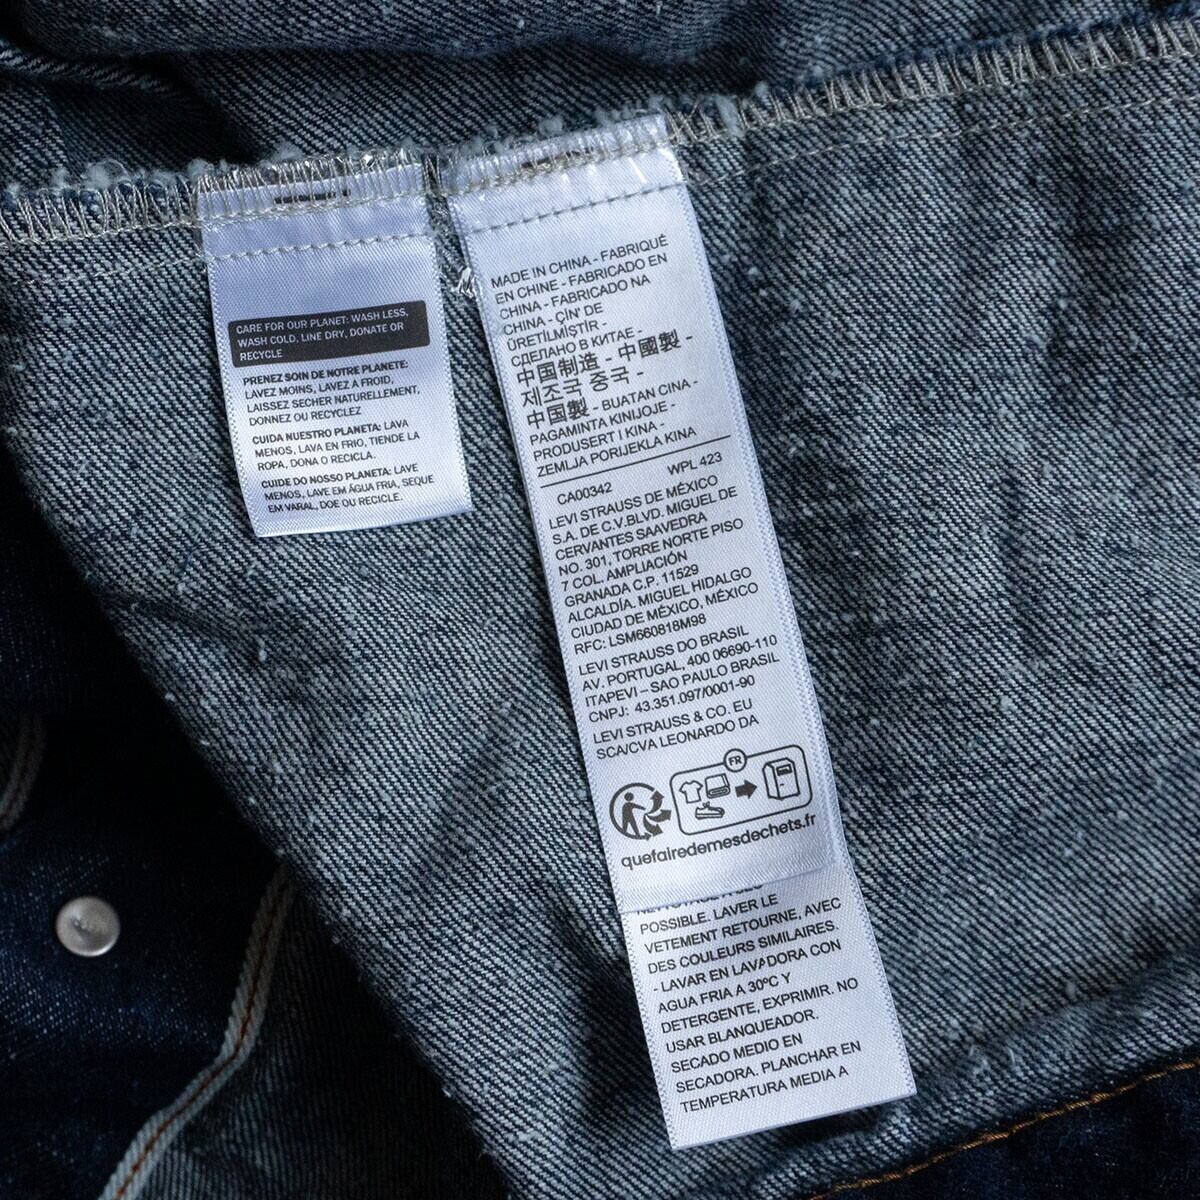 CARE FOR OUR PLANET: WASH LESS,
WASH COLD, LINE DRY, DONATE OR
RECYCLE
PRENEZ SOIN DE NOTRE PLANETE:
LAVEZ MOINS, LAVEZ A FROID,
LAISSEZ SECHER NATURELLEMENT,
DONNEZ OU RECYCLEZ
CUIDA NUESTRO PLANETA: LAVA
MENOS, LAVA EN FRIO, TIENDE LA
ROPA, DONA O RECICLA.
CUIDE DO NOSSO PLANETA: LAVE
MENOS, LAVE EM ÁGUA FRIA, SEQUE
EM VARAL, DOE OU RECICLE.
MADE IN CHINA - FABRIQUÉ
EN CHINE - FABRICADO EN
CHINA - FABRICADO NA
CHINA - ÇIN' DE
ÜRETİLMİŞTİR -
СДЕЛАНО В КИТАЕ -
中国制造 - 中國製 -
제조국 중국 -
中国製 - BUATAN CINA -
PAGAMINTA KINIJOJE -
PRODUSERT I KINA -
ZEMLJA PORIJEKLA KINA
CA00342 WPL 423
LEVI STRAUSS DE MÉXICO
S.A. DE C.V.BLVD. MIGUEL DE
CERVANTES SAAVEDRA
NO. 301, TORRE NORTE PISO
7 COL. AMPLIACIÓN
GRANADA C.P. 11529
ALCALDÍA. MIGUEL HIDALGO
CIUDAD DE MÉXICO, MÉXICO
RFC: LSM660818M98
LEVI STRAUSS DO BRASIL
AV. PORTUGAL, 400 06690-110
ITAPEVI – SAO PAULO BRASIL
CNPJ: 43.351.097/0001-90
LEVI STRAUSS & CO. EU
SCA/CVA LEONARDO DA
FR
quefairedemesdechets.fr
POSSIBLE. LAVER LE
VETEMENT RETOURNE, AVEC
DES COULEURS SIMILAIRES.
- LAVAR EN LAVADORA CON
AGUA FRIA A 30ºC Y
DETERGENTE, EXPRIMIR. NO
USAR BLANQUEADOR.
SECADO MEDIO EN
SECADORA. PLANCHAR EN
TEMPERATURA MEDIA A